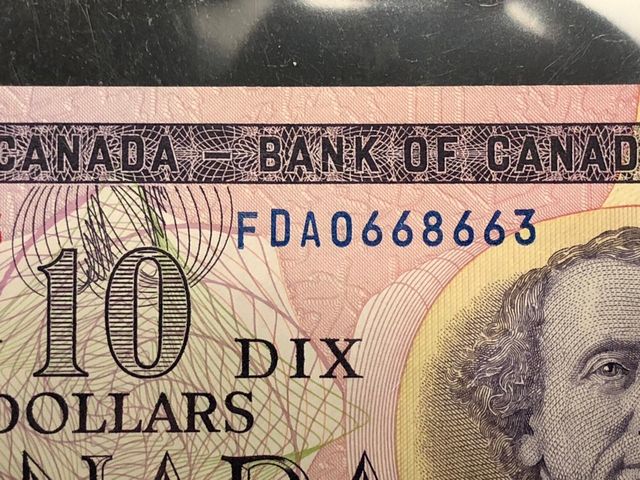 CANADA — BANK OF CANAD
FDA0668663
10 DIX
DOLLARS